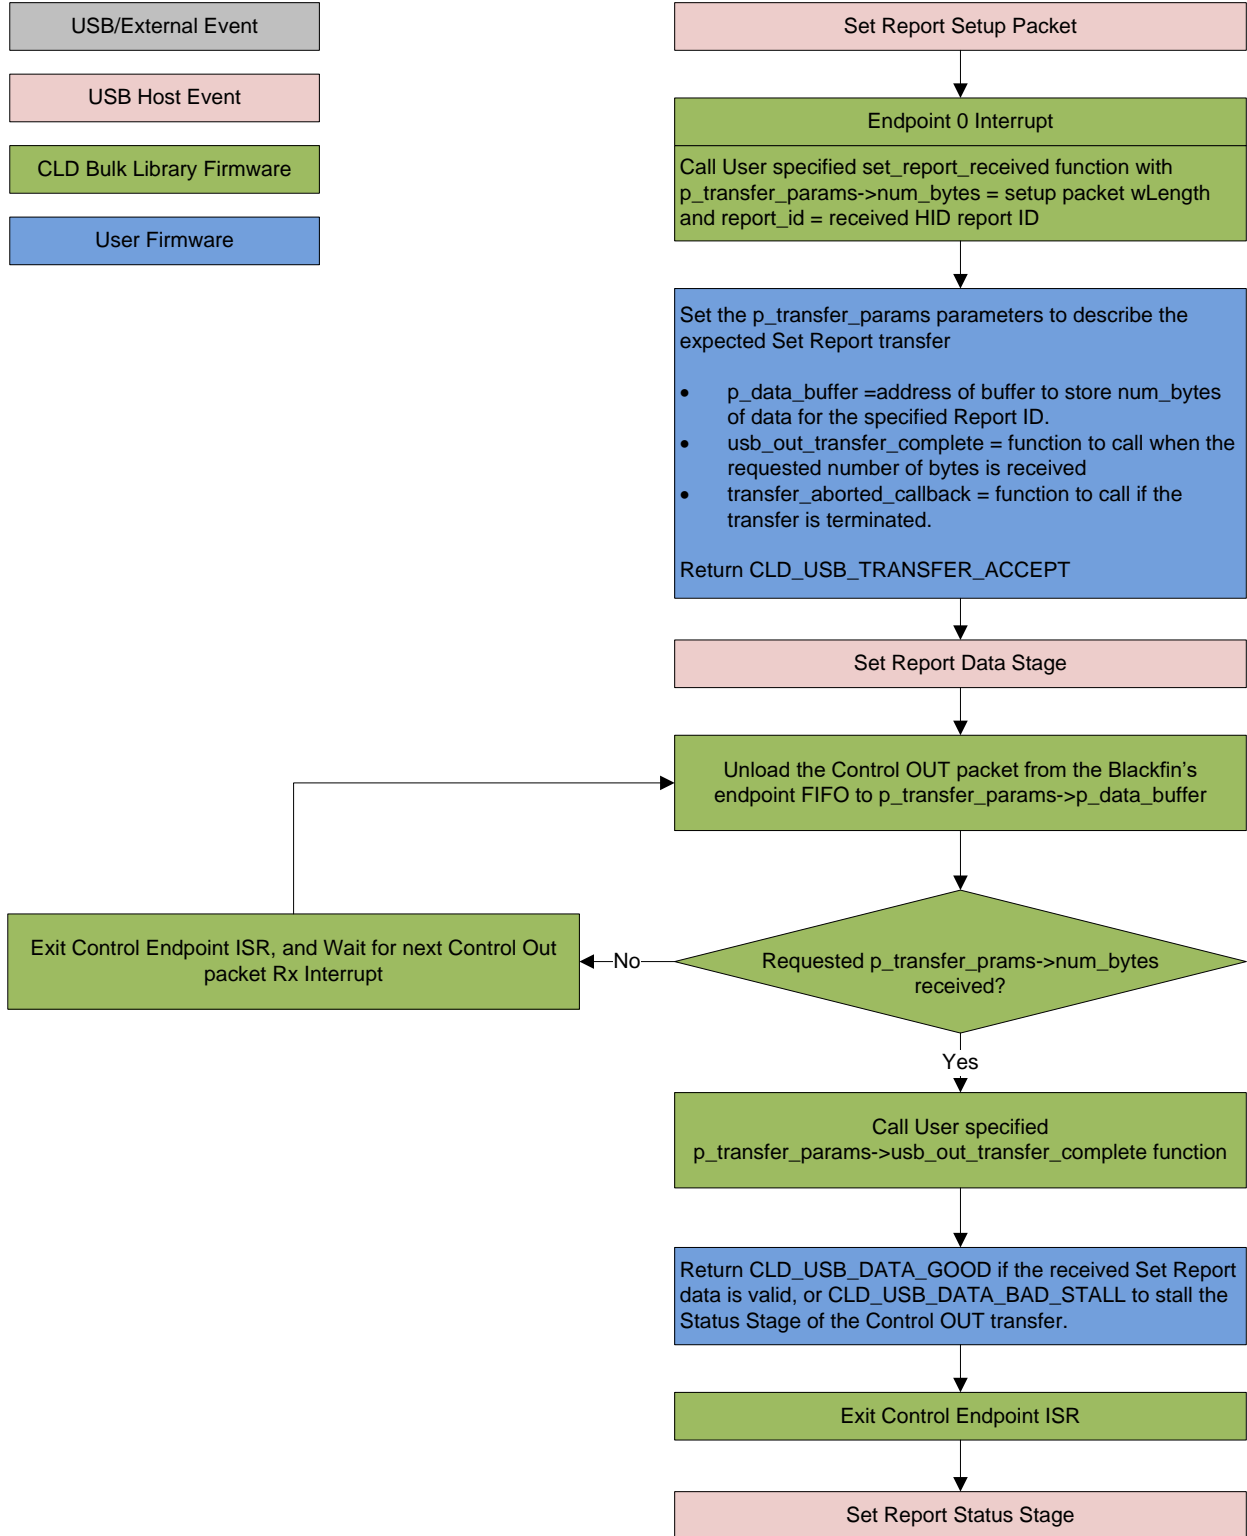 USB/External Event
USB Host Event
CLD Bulk Library Firmware
User Firmware
Set Report Setup Packet
Endpoint 0 Interrupt
Call User specified set_report_received function with
p_transfer_params->num_bytes = setup packet wLength
and report_id = received HID report ID
Set the p_transfer_params parameters to describe the
expected Set Report transfer
• p_data_buffer =address of buffer to store num_bytes
of data for the specified Report ID.
• usb_out_transfer_complete = function to call when the
requested number of bytes is received
• transfer_aborted_callback = function to call if the
transfer is terminated.
Return CLD_USB_TRANSFER_ACCEPT
Set Report Data Stage
Unload the Control OUT packet from the Blackfin’s
endpoint FIFO to p_transfer_params->p_data_buffer
Exit Control Endpoint ISR, and Wait for next Control Out
packet Rx Interrupt
No
Requested p_transfer_prams->num_bytes
received?
Yes
Call User specified
p_transfer_params->usb_out_transfer_complete function
Return CLD_USB_DATA_GOOD if the received Set Report
data is valid, or CLD_USB_DATA_BAD_STALL to stall the
Status Stage of the Control OUT transfer.
Exit Control Endpoint ISR
Set Report Status Stage